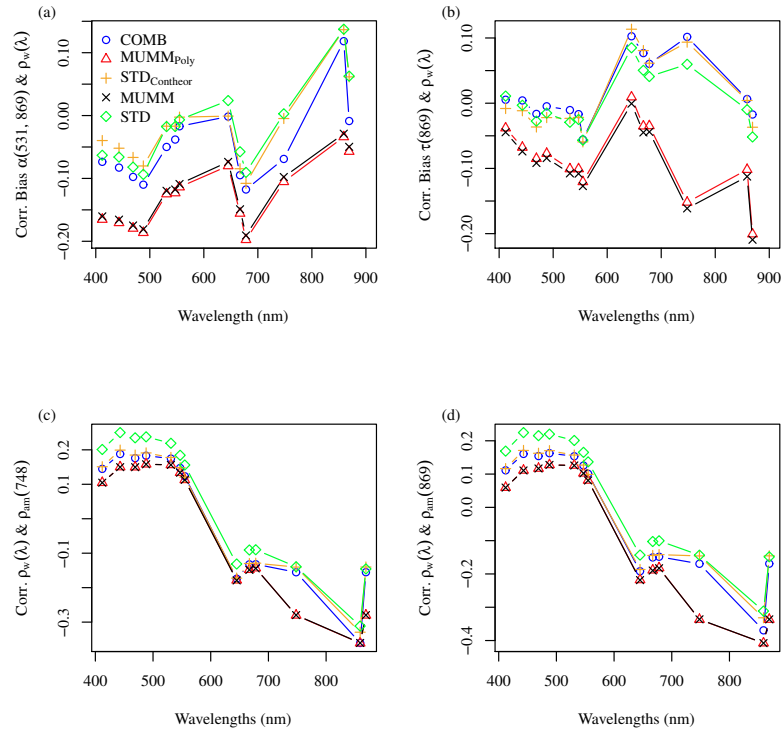 (a)
Corr. Bias α(531, 869) & ρw(λ)
0.10
0.05
0.00
−0.10
−0.20
COMB
MUMMPoly
STDContheor
MUMM
STD
400 500 600 700 800 900
Wavelength (nm)
(b)
Corr. Bias τ(869) & ρw(λ)
0.10
0.00
−0.10
−0.20
400 500 600 700 800 900
Wavelengths (nm)
(c)
Corr. ρw(λ) & ρam(748)
0.2
0.1
−0.1
−0.3
400 500 600 700 800
Wavelengths (nm)
(d)
Corr. ρw(λ) & ρam(869)
0.2
0.0
−0.2
−0.4
400 500 600 700 800
Wavelengths (nm)